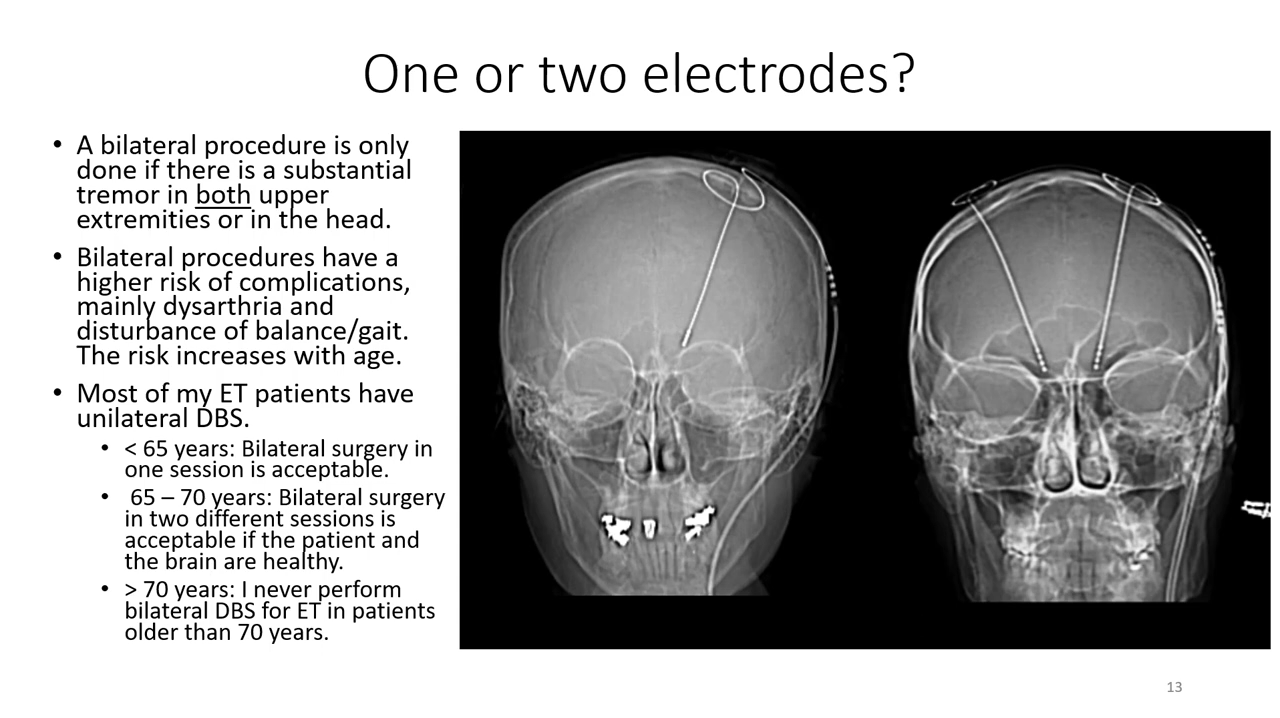 One or two electrodes?
• A bilateral procedure is only
done if there is a substantial
tremor in both upper
extremities or in the head.
• Bilateral procedures have a
higher risk of complications,
mainly dysarthria and
disturbance of balance/gait.
The risk increases with age.
• Most of my ET patients have
unilateral DBS.
• < 65 years: Bilateral surgery in
one session is acceptable.
• 65 – 70 years: Bilateral surgery
in two different sessions is
acceptable if the patient and
the brain are healthy.
• > 70 years: I never perform
bilateral DBS for ET in patients
older than 70 years.
13